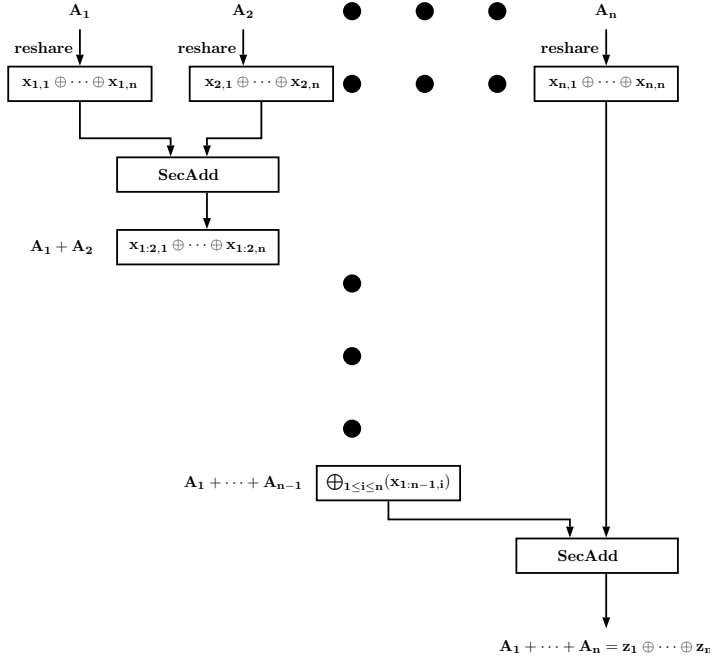 A₁ A₂ Aₙ
reshare reshare reshare
x₁,₁ ⊕ ⋯ ⊕ x₁,ₙ x₂,₁ ⊕ ⋯ ⊕ x₂,ₙ xₙ,₁ ⊕ ⋯ ⊕ xₙ,ₙ
SecAdd
A₁ + A₂ x₁:₂,₁ ⊕ ⋯ ⊕ x₁:₂,ₙ
A₁ + ⋯ + Aₙ₋₁ ⊕₁≤ᵢ≤ₙ(x₁:ₙ₋₁,ᵢ)
SecAdd
A₁ + ⋯ + Aₙ = z₁ ⊕ ⋯ ⊕ zₙ